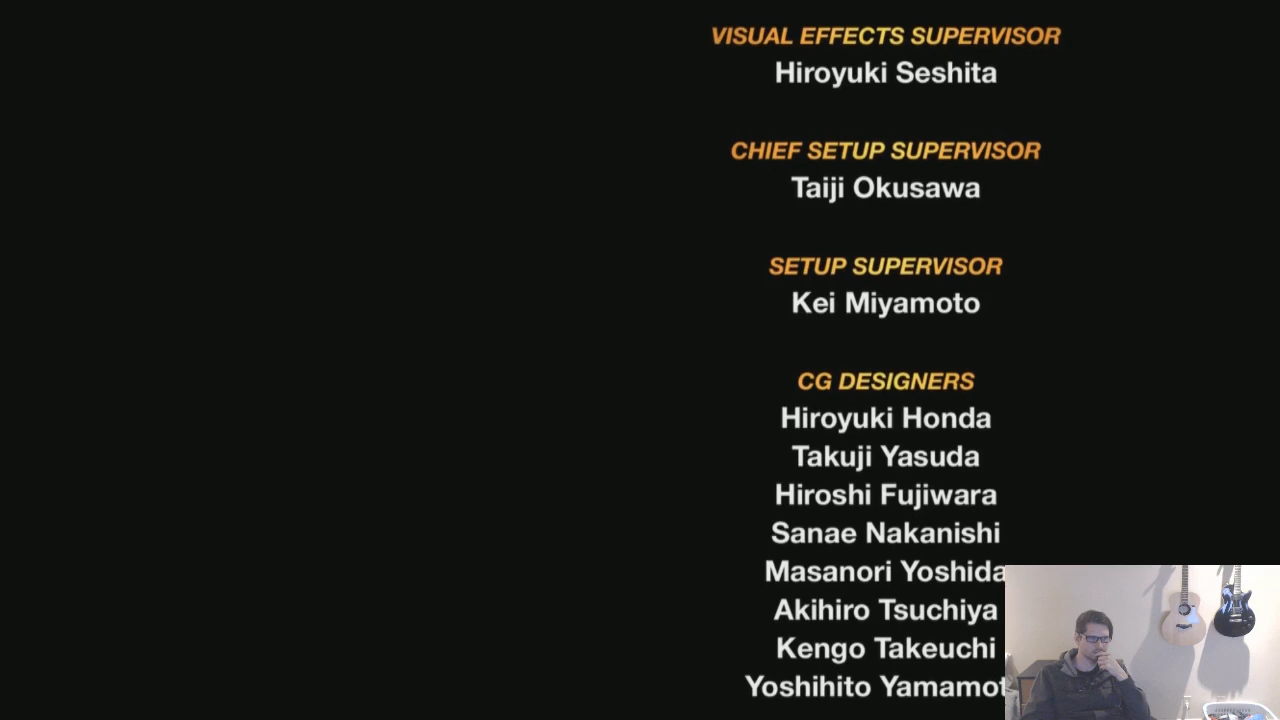 VISUAL EFFECTS SUPERVISOR
Hiroyuki Seshita
CHIEF SETUP SUPERVISOR
Taiji Okusawa
SETUP SUPERVISOR
Kei Miyamoto
CG DESIGNERS
Hiroyuki Honda
Takuji Yasuda
Hiroshi Fujiwara
Sanae Nakanishi
Masanori Yoshida
Akihiro Tsuchiya
Kengo Takeuchi
Yoshihito